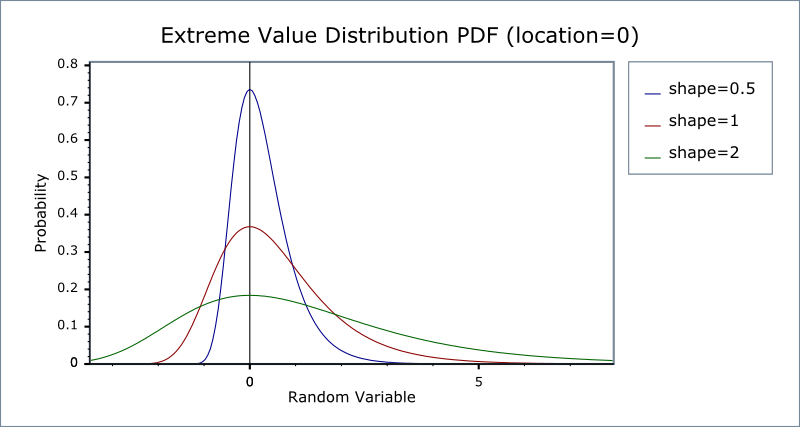 Extreme Value Distribution PDF (location=0)
0.8
0.7
0.6
0.5
0.4
0.3
0.2
0.1
0
Probability
0 5
Random Variable
shape=0.5
shape=1
shape=2